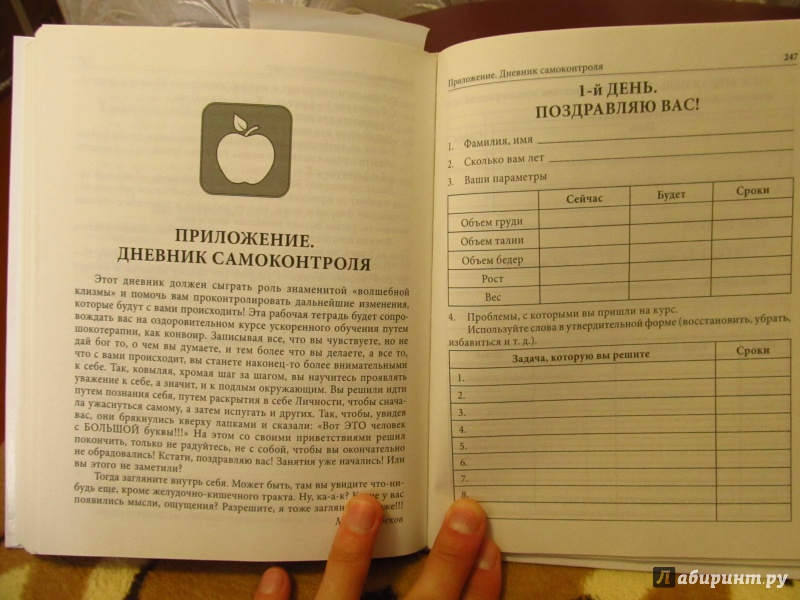 ПРИЛОЖЕНИЕ.
ДНЕВНИК САМОКОНТРОЛЯ
Этот дневник должен сыграть роль знаменитой «волшебной
клизмы» и помочь вам проконтролировать дальнейшие изменения,
которые будут с вами происходить! Эта рабочая тетрадь будет сопро-
вождать вас на оздоровительном курсе ускоренного обучения путем
шокотерапии, как конвоир. Записывая все, что вы чувствуете, но не
дай бог то, о чем вы думаете, и тем более что вы делаете, а все то,
что с вами происходит, вы станете наконец-то более внимательными
к себе. Так, ковыляя, хромая шаг за шагом, вы научитесь проявлять
уважение к себе, а значит, и к подлым окружающим. Вы решили идти
путем познания себя, путем раскрытия в себе Личности, чтобы снача-
ла ужаснуться самому, а затем испугать и других. Так, чтобы, увидев
вас, они брякнулись кверху лапками и сказали: «Вот ЭТО человек
с БОЛЬШОЙ буквы!!!» На этом со своими приветствиями решил
покончить, только не радуйтесь, не с собой, чтобы вы окончательно
не обрадовались! Кстати, поздравляю вас! Занятия уже начались! Или
вы этого не заметили?
Тогда загляните внутрь себя. Может быть, там вы увидите что-ни-
будь еще, кроме желудочно-кишечного тракта. Ну, ка-а-к? у вас
появились мысли, ощущения? Разрешите, я тоже
Приложение. Дневник самоконтроля 247
1-й ДЕНЬ.
ПОЗДРАВЛЯЮ ВАС!
1. Фамилия, имя
2. Сколько вам лет
3. Ваши параметры
Сейчас Будет Сроки
Объем груди
Объем талии
Объем бедер
Рост
Вес
4. Проблемы, с которыми вы пришли на курс.
Используйте слова в утвердительной форме (восстановить, убрать,
избавиться и т. д.).
Задача, которую вы решите Сроки
1.
2.
3.
4.
5.
6.
7.
8.
Лабиринт.ру